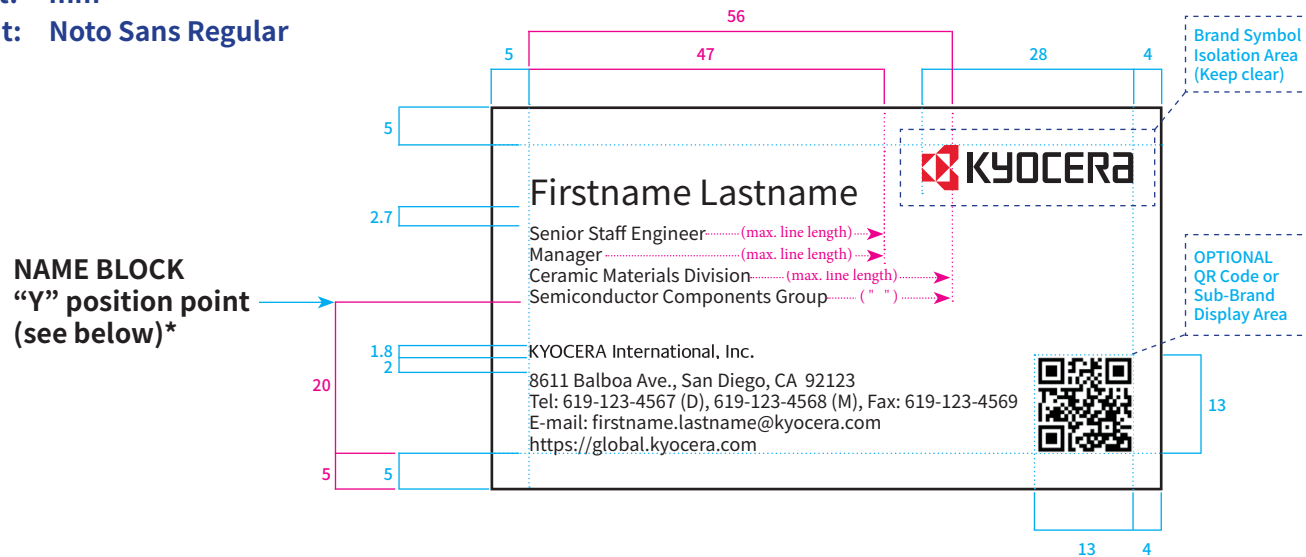 t: mm
t: Noto Sans Regular
56
5
47
28
4
Brand Symbol
Isolation Area
(Keep clear)
5
KYOCERA
Firstname Lastname
2.7
Senior Staff Engineer (max. line length)
Manager (max. line length)
Ceramic Materials Division (max. line length)
Semiconductor Components Group ( " " )
NAME BLOCK
“Y” position point
(see below)*
OPTIONAL
QR Code or
Sub-Brand
Display Area
1.8
KYOCERA International, Inc.
2
20
8611 Balboa Ave., San Diego, CA 92123
Tel: 619-123-4567 (D), 619-123-4568 (M), Fax: 619-123-4569
E-mail: firstname.lastname@kyocera.com
https://global.kyocera.com
13
5
5
13
4